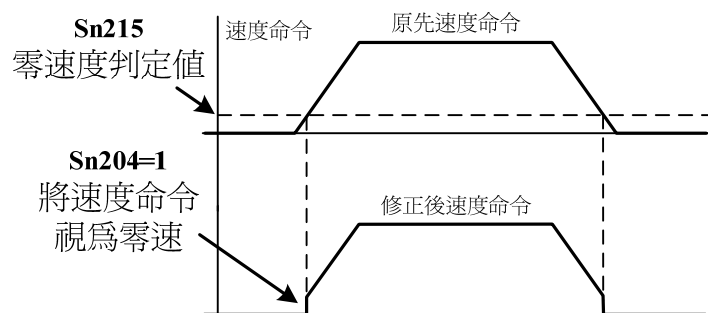 Sn215
零速度判定值
速度命令
原先速度命令
Sn204=1
將速度命令
視爲零速
修正後速度命令